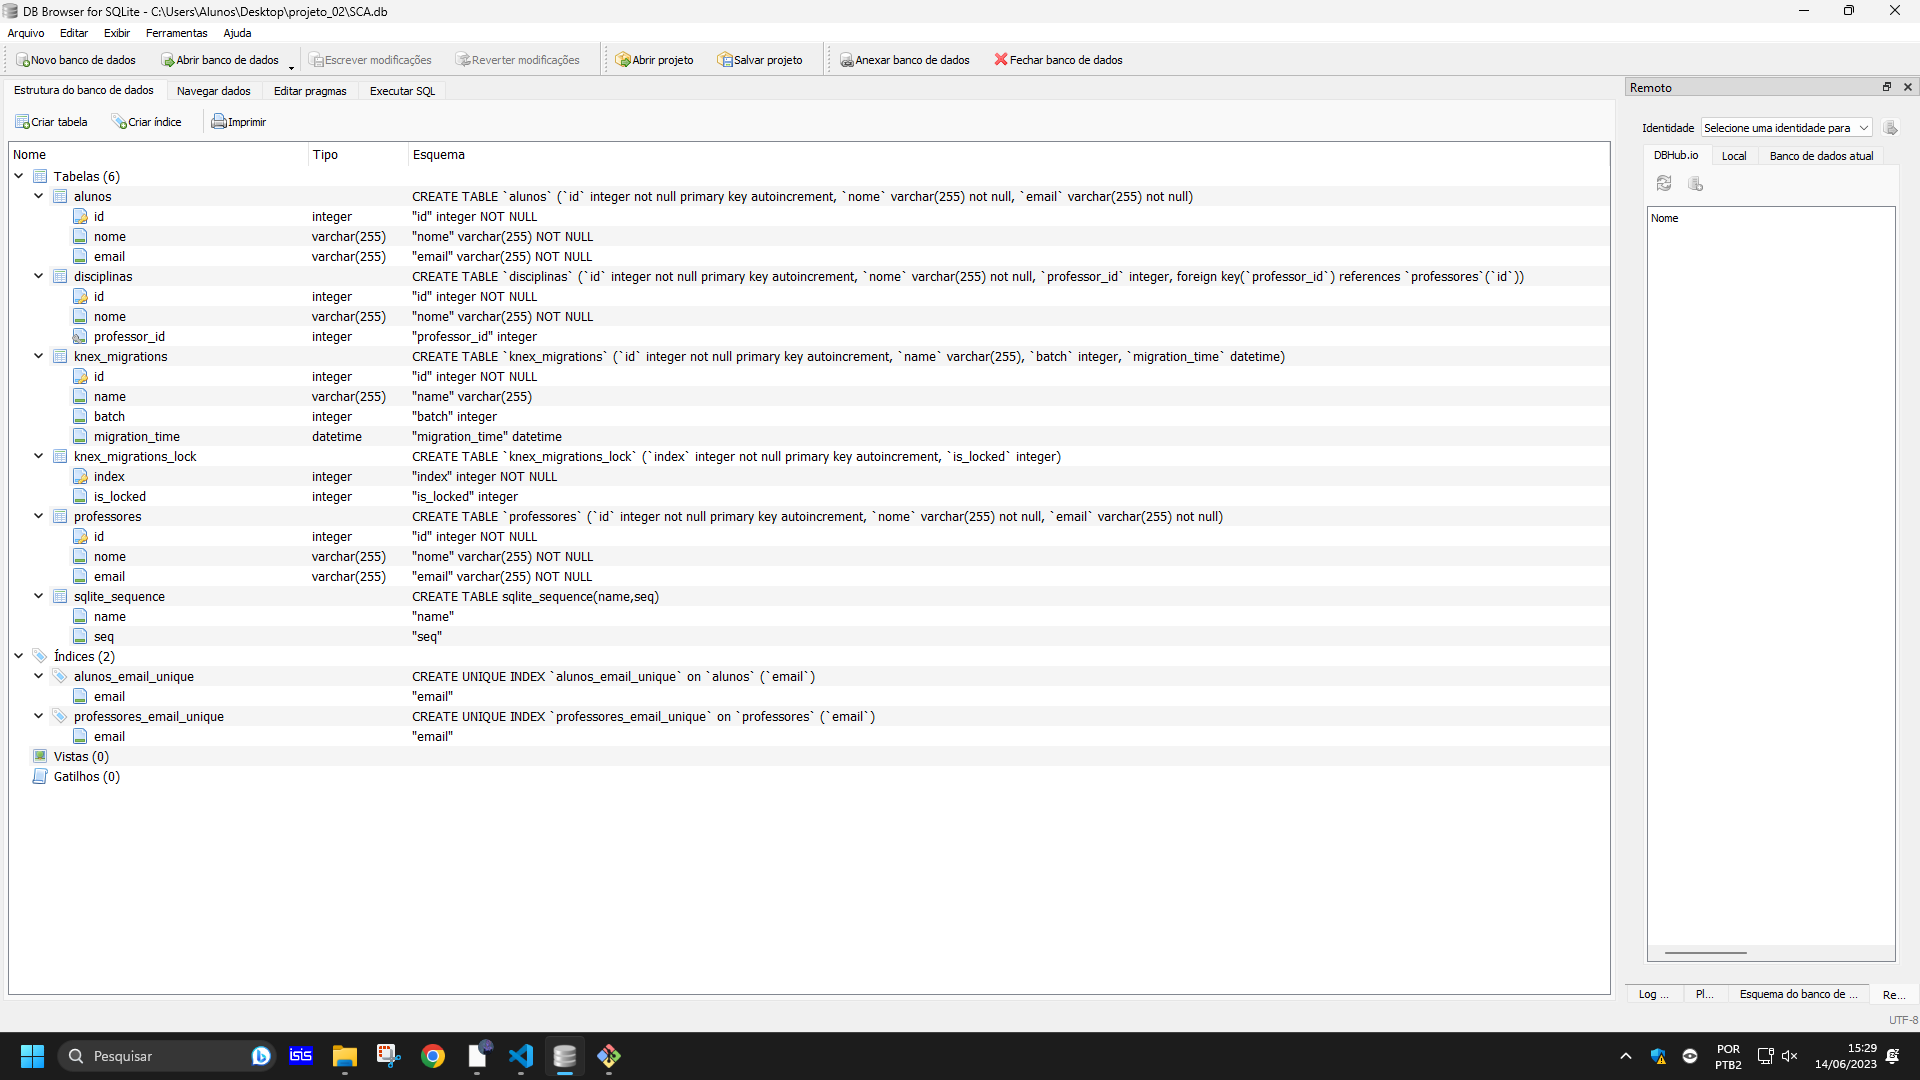 DB Browser for SQLite - C:\Users\Alunos\Desktop\projeto_02\SCA.db
Arquivo Editar Exibir Ferramentas Ajuda
Novo banco de dados Abrir banco de dados Escrever modificações Reverter modificações Abrir projeto Salvar projeto Anexar banco de dados Fechar banco de dados
Estrutura do banco de dados Navegar dados Editar pragmas Executar SQL
Criar tabela Criar índice Imprimir
Nome Tipo Esquema
Tabelas (6)
alunos CREATE TABLE `alunos` (`id` integer not null primary key autoincrement, `nome` varchar(255) not null, `email` varchar(255) not null)
id integer "id" integer NOT NULL
nome varchar(255) "nome" varchar(255) NOT NULL
email varchar(255) "email" varchar(255) NOT NULL
disciplinas CREATE TABLE `disciplinas` (`id` integer not null primary key autoincrement, `nome` varchar(255) not null, `professor_id` integer, foreign key(`professor_id`) references `professores`(`id`))
id integer "id" integer NOT NULL
nome varchar(255) "nome" varchar(255) NOT NULL
professor_id integer "professor_id" integer
knex_migrations CREATE TABLE `knex_migrations` (`id` integer not null primary key autoincrement, `name` varchar(255), `batch` integer, `migration_time` datetime)
id integer "id" integer NOT NULL
name varchar(255) "name" varchar(255)
batch integer "batch" integer
migration_time datetime "migration_time" datetime
knex_migrations_lock CREATE TABLE `knex_migrations_lock` (`index` integer not null primary key autoincrement, `is_locked` integer)
index integer "index" integer NOT NULL
is_locked integer "is_locked" integer
professores CREATE TABLE `professores` (`id` integer not null primary key autoincrement, `nome` varchar(255) not null, `email` varchar(255) not null)
id integer "id" integer NOT NULL
nome varchar(255) "nome" varchar(255) NOT NULL
email varchar(255) "email" varchar(255) NOT NULL
sqlite_sequence CREATE TABLE sqlite_sequence(name,seq)
name "name"
seq "seq"
Índices (2)
alunos_email_unique CREATE UNIQUE INDEX `alunos_email_unique` on `alunos` (`email`)
email "email"
professores_email_unique CREATE UNIQUE INDEX `professores_email_unique` on `professores` (`email`)
email "email"
Vistas (0)
Gatilhos (0)
Remoto
Identidade Selecione uma identidade para
DBHub.io Local Banco de dados atual
Nome
Log ... Pl... Esquema do banco de ... Re...
UTF-8
Pesquisar
isis
POR
PTB2
15:29
14/06/2023